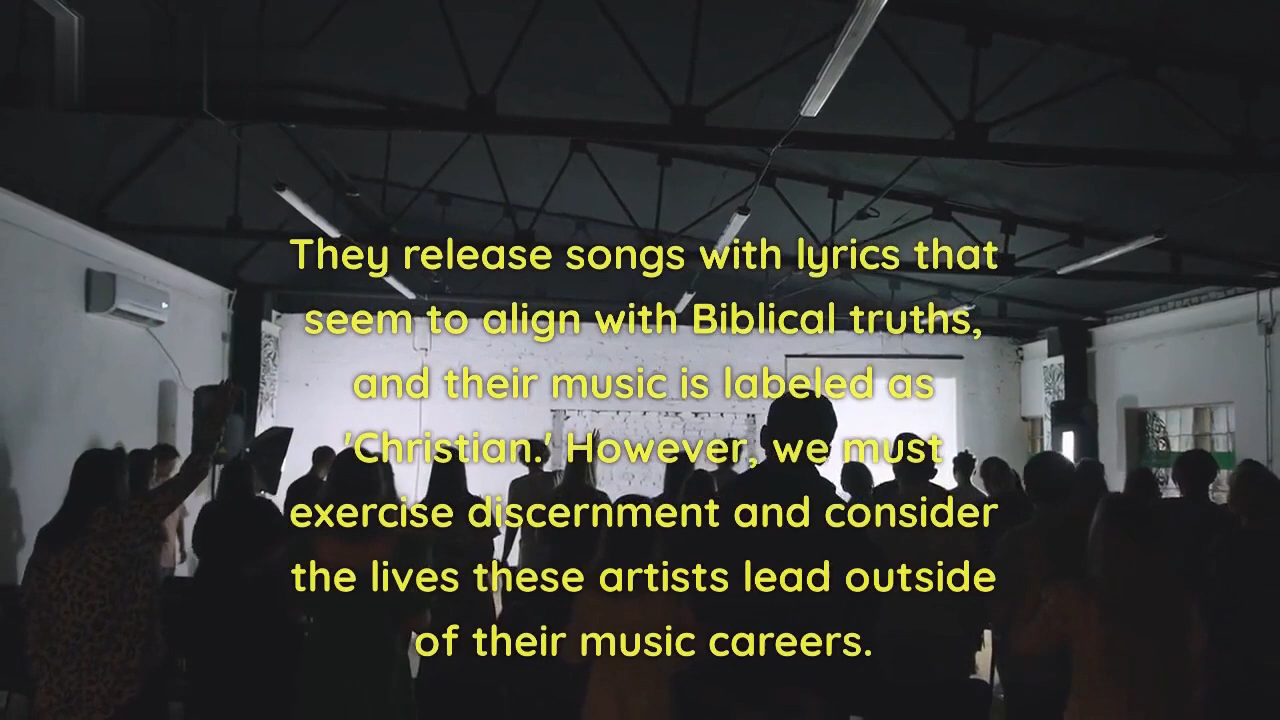 They release songs with lyrics that
seem to align with Biblical truths,
and their music is labeled as
'Christian.' However, we must
exercise discernment and consider
the lives these artists lead outside
of their music careers.